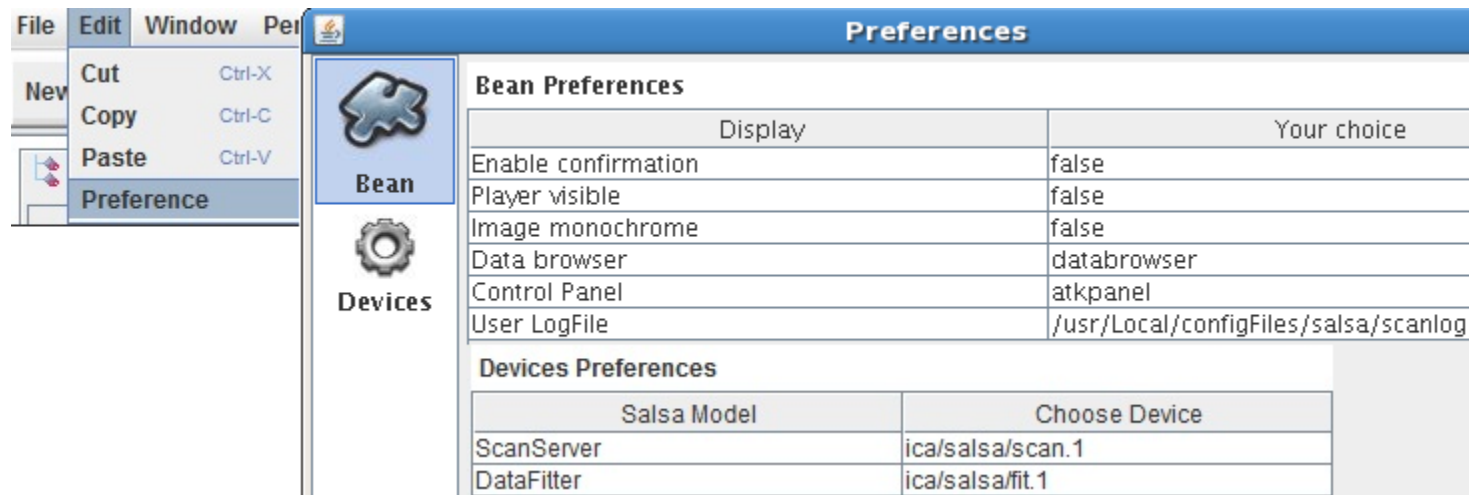 File Edit Window Per
Cut Ctrl-X
New
Copy Ctrl-C
Paste Ctrl-V
Preference
Preferences
Bean
Devices
Bean Preferences
Display Your choice
Enable confirmation false
Player visible false
Image monochrome false
Data browser databrowser
Control Panel atkpanel
User LogFile /usr/Local/configFiles/salsa/scanlog
Devices Preferences
Salsa Model Choose Device
ScanServer ica/salsa/scan.1
DataFitter ica/salsa/fit.1